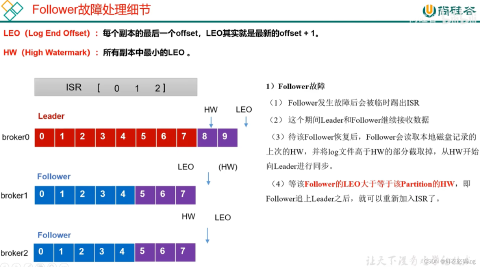 Follower故障处理细节
尚硅谷
LEO（Log End Offset）：每个副本的最后一个offset，LEO其实就是最新的offset + 1。
HW（High Watermark）：所有副本中最小的LEO 。
ISR [ 0 1 2 ]
Leader
HW LEO
broker0 0 1 2 3 4 5 6 7 8 9
Follower
LEO (HW)
broker1 0 1 2 3 4 5 6 7
HW LEO
Follower
broker2 0 1 2 3 4 5 6 7
1）Follower故障
（1） Follower发生故障后会被临时踢出ISR
（2） 这个期间Leader和Follower继续接收数据
（3）待该Follower恢复后，Follower会读取本地磁盘记录的
上次的HW，并将log文件高于HW的部分截取掉，从HW开始
向Leader进行同步。
（4）等该Follower的LEO大于等于该Partition的HW，即
Follower追上Leader之后，就可以重新加入ISR了。